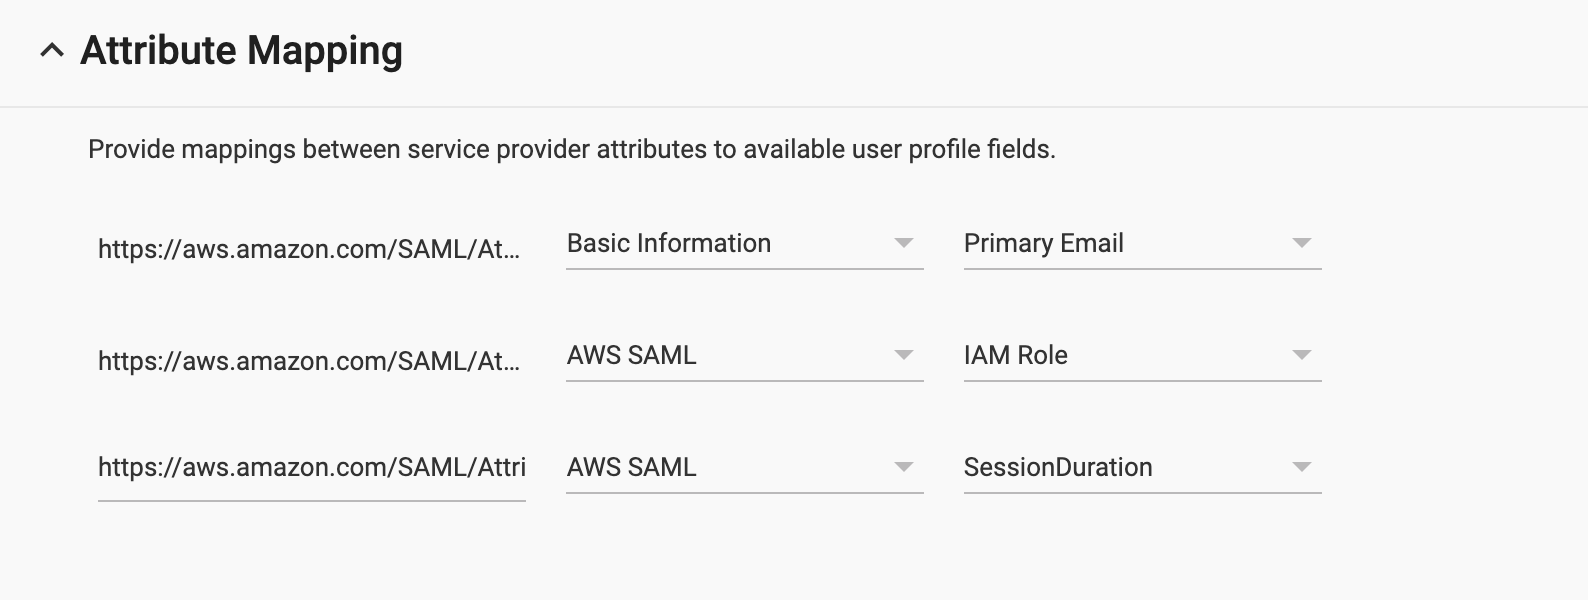 Attribute Mapping
Provide mappings between service provider attributes to available user profile fields.
https://aws.amazon.com/SAML/At... Basic Information Primary Email
https://aws.amazon.com/SAML/At... AWS SAML IAM Role
https://aws.amazon.com/SAML/Attri AWS SAML SessionDuration